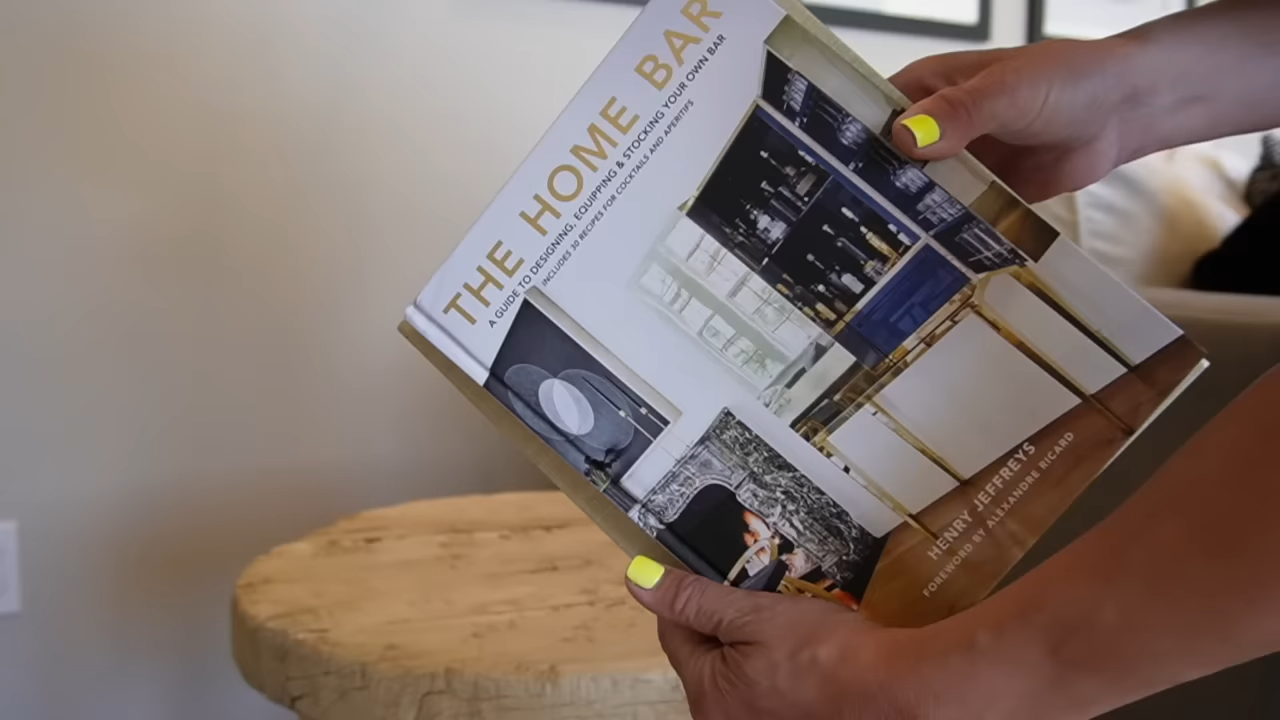 THE HOME BAR
A GUIDE TO DESIGNING, EQUIPPING & STOCKING YOUR OWN BAR
INCLUDES 30 RECIPES FOR COCKTAILS AND APERITIFS
HENRY JEFFREYS
FOREWORD BY ALEXANDRE RICARD